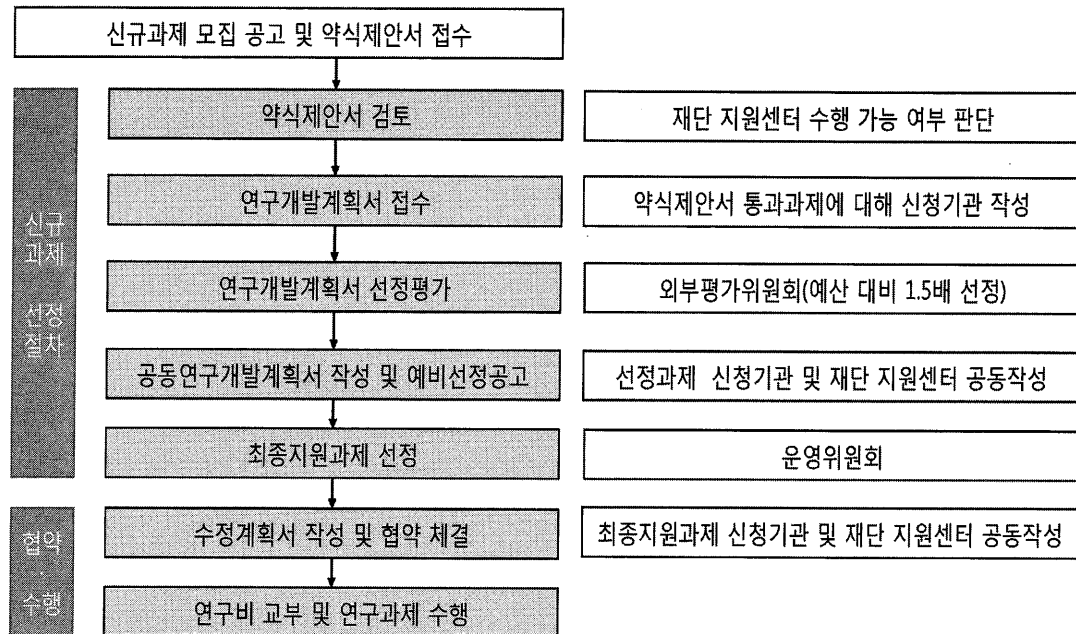 신규과제 모집 공고 및 약식제안서 접수
신규
과제
선정
절차
약식제안서 검토
재단 지원센터 수행 가능 여부 판단
연구개발계획서 접수
약식제안서 통과과제에 대해 신청기관 작성
연구개발계획서 선정평가
외부평가위원회(예산 대비 1.5배 선정)
공동연구개발계획서 작성 및 예비선정공고
선정과제 신청기관 및 재단 지원센터 공동작성
최종지원과제 선정
운영위원회
협약
수행
수정계획서 작성 및 협약 체결
최종지원과제 신청기관 및 재단 지원센터 공동작성
연구비 교부 및 연구과제 수행